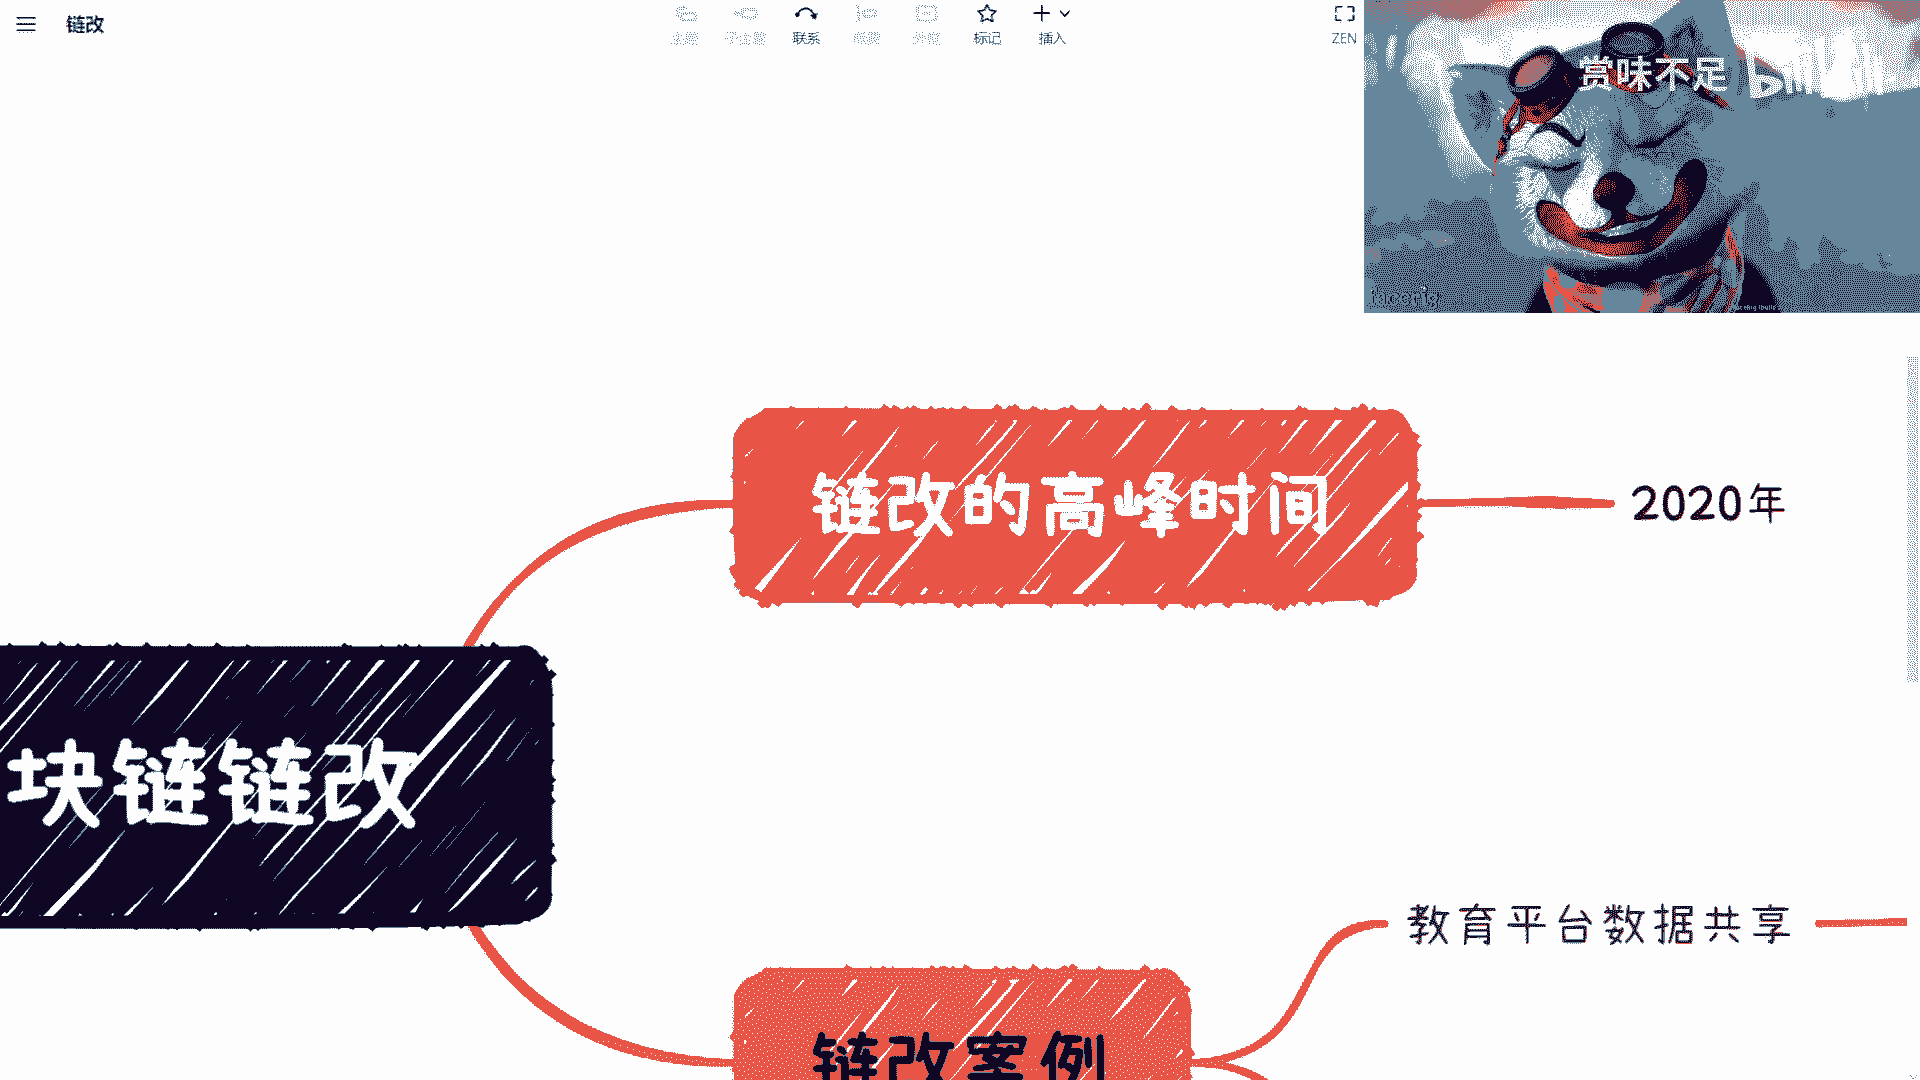 链改
主题
子主题
联系
概要
外框
标记
插入
ZEN
赏味不足
bilibili
facerig
链改的高峰时间
2020年
块链链改
教育平台数据共享
链改案例